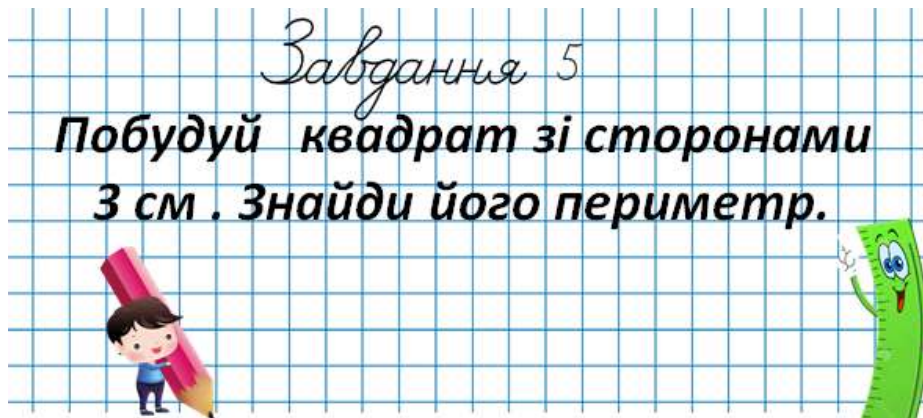 Завдання 5
Побудуй квадрат зі сторонами
3 см . Знайди його периметр.